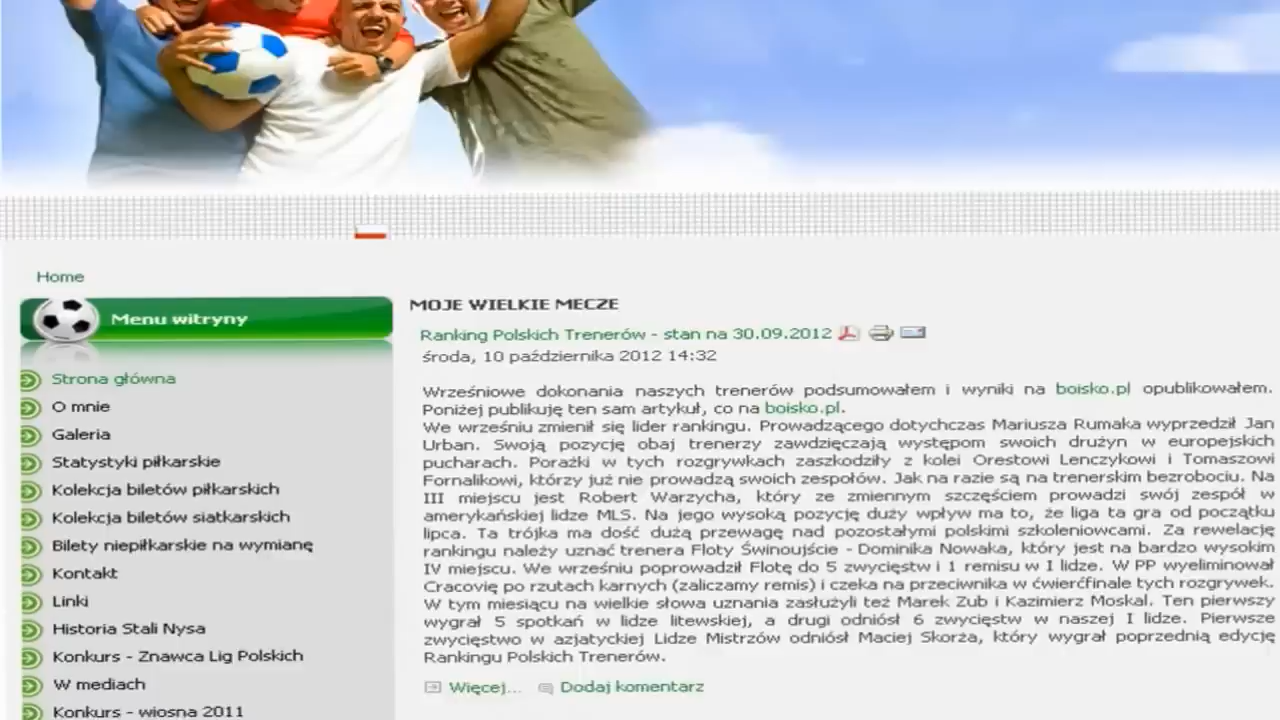 Home
Menu witryny
Strona główna
O mnie
Galeria
Statystyki piłkarskie
Kolekcja biletów piłkarskich
Kolekcja biletów siatkarskich
Bilety niepiłkarskie na wymianę
Kontakt
Linki
Historia Stali Nysa
Konkurs - Znawca Lig Polskich
W mediach
Konkurs - wiosna 2011
MOJE WIELKIE MECZE
Ranking Polskich Trenerów - stan na 30.09.2012
środa, 10 października 2012 14:32
Wrześniowe dokonania naszych trenerów podsumowałem i wyniki na boisko.pl opublikowałem.
Poniżej publikuję ten sam artykuł, co na boisko.pl.
We wrześniu zmienił się lider rankingu. Prowadzącego dotychczas Mariusza Rumaka wyprzedził Jan
Urban. Swoją pozycję obaj trenerzy zawdzięczają występom swoich drużyn w europejskich
pucharach. Porażki w tych rozgrywkach zaszkodziły z kolei Orestowi Lenczykowi i Tomaszowi
Fornalikowi, którzy już nie prowadzą swoich zespołów. Jak na razie są na trenerskim bezrobociu. Na
III miejscu jest Robert Warzycha, który ze zmiennym szczęściem prowadzi swój zespół w
amerykańskiej lidze MLS. Na jego wysoką pozycję duży wpływ ma to, że liga ta gra od początku
lipca. Ta trójka ma dość dużą przewagę nad pozostałymi polskimi szkoleniowcami. Za rewelację
rankingu należy uznać trenera Floty Świnoujście - Dominika Nowaka, który jest na bardzo wysokim
IV miejscu. We wrześniu poprowadził Flotę do 5 zwycięstw i 1 remisu w I lidze. W PP wyeliminował
Cracovię po rzutach karnych (zaliczamy remis) i czeka na przeciwnika w ćwierćfinale tych rozgrywek.
W tym miesiącu na wielkie słowa uznania zasłużyli też Marek Zub i Kazimierz Moskal. Ten pierwszy
wygrał 5 spotkań w lidze litewskiej, a drugi odniósł 6 zwycięstw w naszej I lidze. Pierwsze
zwycięstwo w azjatyckiej Lidze Mistrzów odniósł Maciej Skorża, który wygrał poprzednią edycję
Rankingu Polskich Trenerów.
Więcej...
Dodaj komentarz